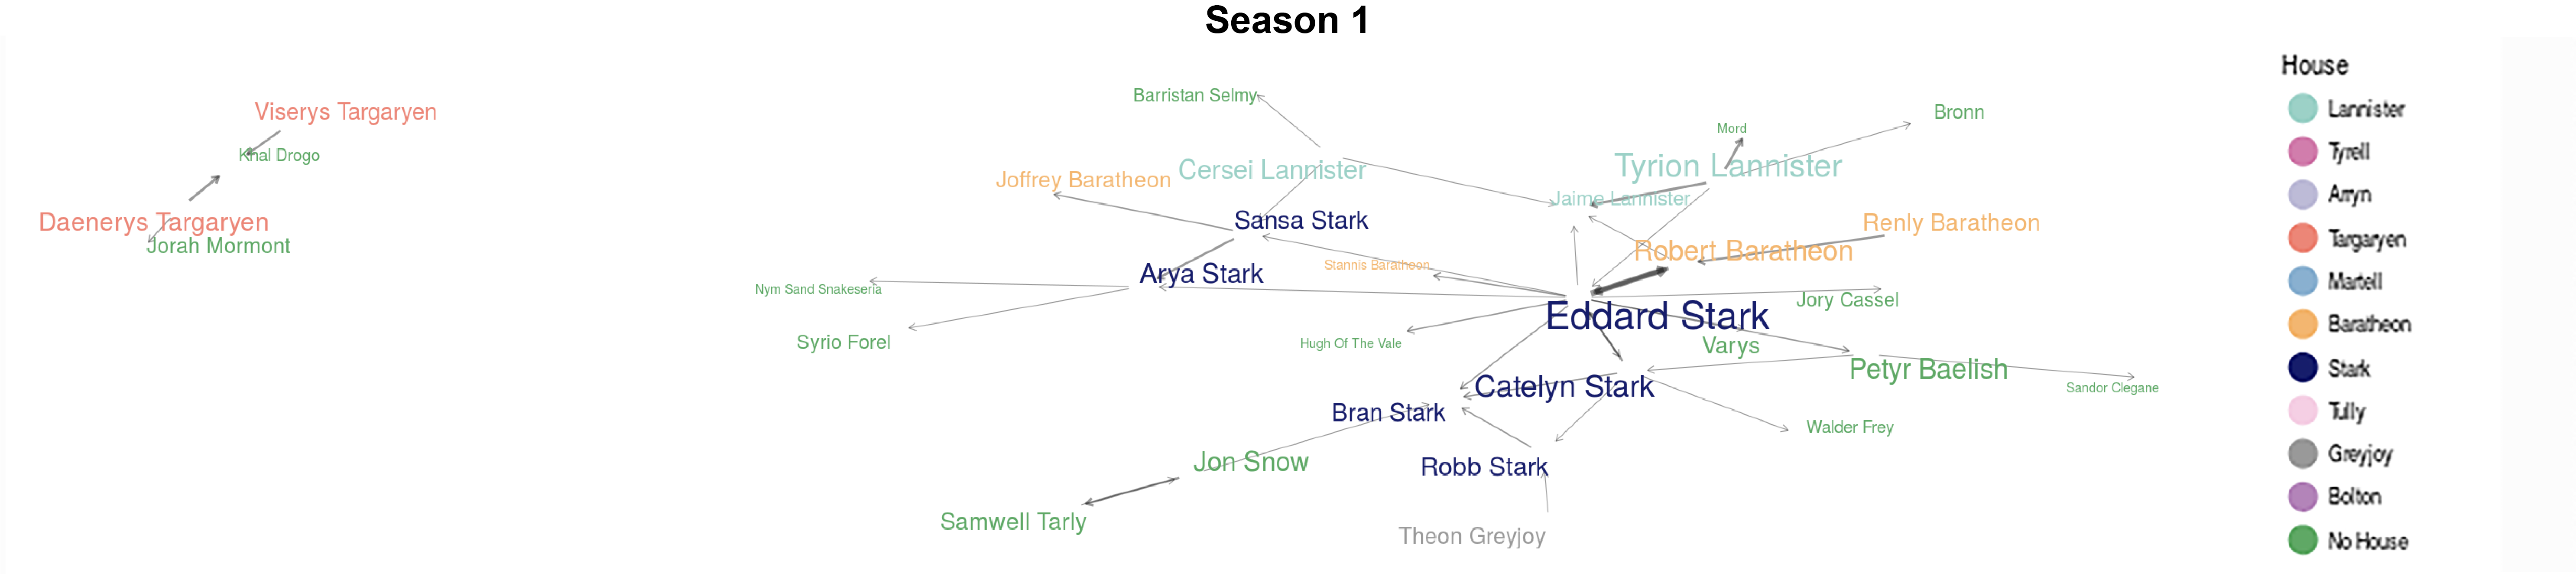 Season 1
Viserys Targaryen
Khal Drogo
Daenerys Targaryen
Jorah Mormont
Barristan Selmy
Cersei Lannister
Joffrey Baratheon
Sansa Stark
Arya Stark
Stannis Baratheon
Nym Sand Snakeseria
Syrio Forel
Hugh Of The Vale
Mord
Bronn
Tyrion Lannister
Jaime Lannister
Renly Baratheon
Robert Baratheon
Jory Cassel
Eddard Stark
Varys
Petyr Baelish
Sandor Clegane
Catelyn Stark
Bran Stark
Walder Frey
Jon Snow
Robb Stark
Samwell Tarly
Theon Greyjoy
House
Lannister
Tyrell
Arryn
Targaryen
Martell
Baratheon
Stark
Tully
Greyjoy
Bolton
No House